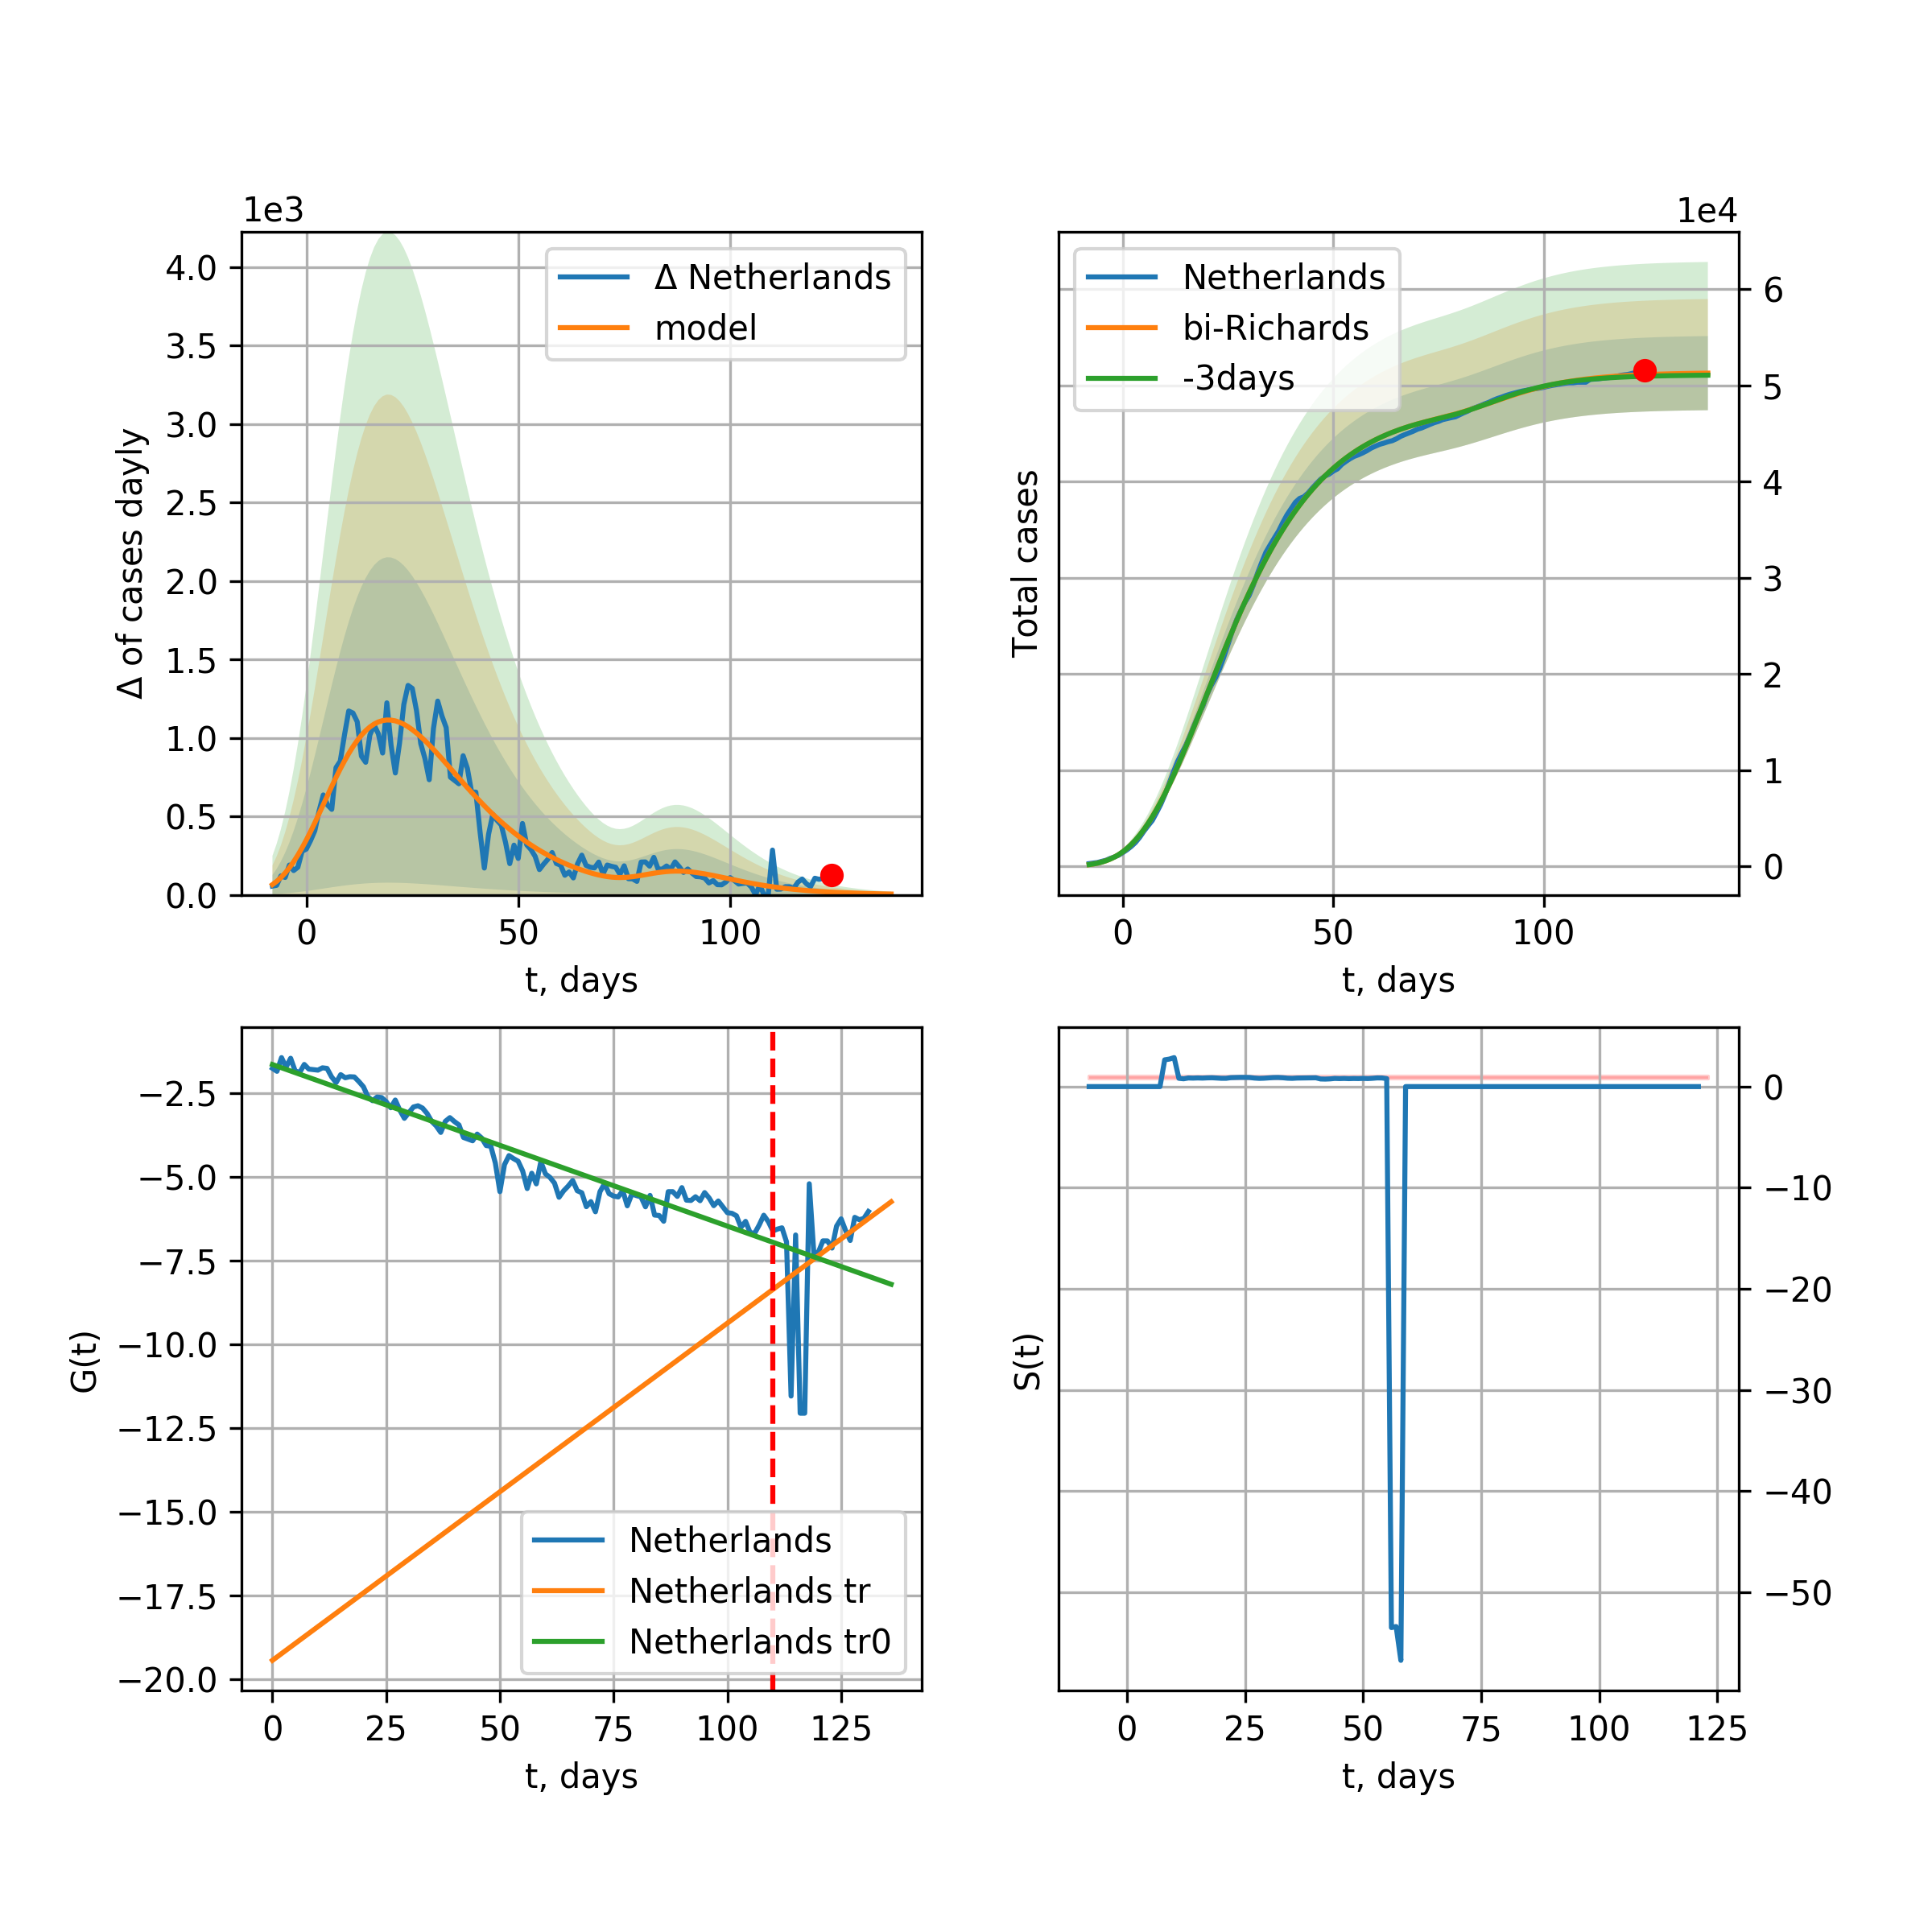 1e3
4.0
3.5
3.0
2.5
2.0
1.5
1.0
0.5
0.0
Δ of cases dayly
Δ Netherlands
model
0 50 100
t, days
1e4
Netherlands
bi-Richards
-3days
Total cases
6
5
4
3
2
1
0
0 50 100
t, days
−2.5
−5.0
−7.5
−10.0
−12.5
−15.0
−17.5
−20.0
G(t)
Netherlands
Netherlands tr
Netherlands tr0
0 25 50 75 100 125
t, days
S(t)
0
−10
−20
−30
−40
−50
0 25 50 75 100 125
t, days